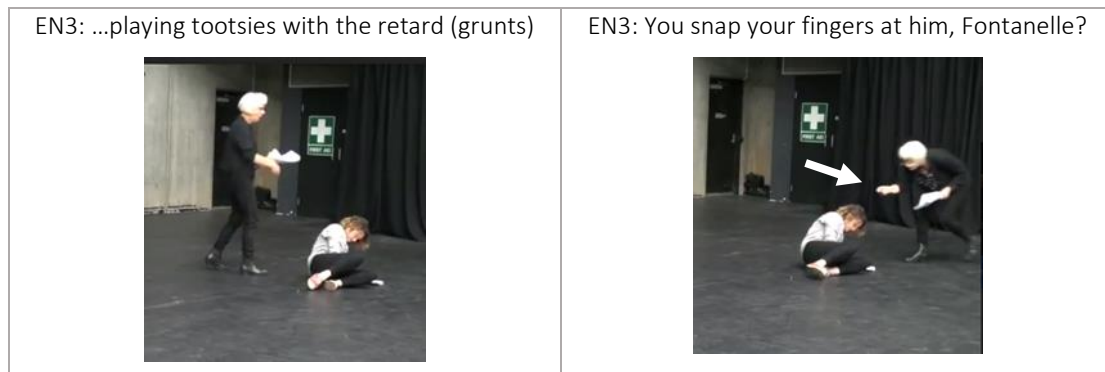 EN3: …playing tootsies with the retard (grunts)
EN3: You snap your fingers at him, Fontanelle?
FIRST AID
FIRST AID